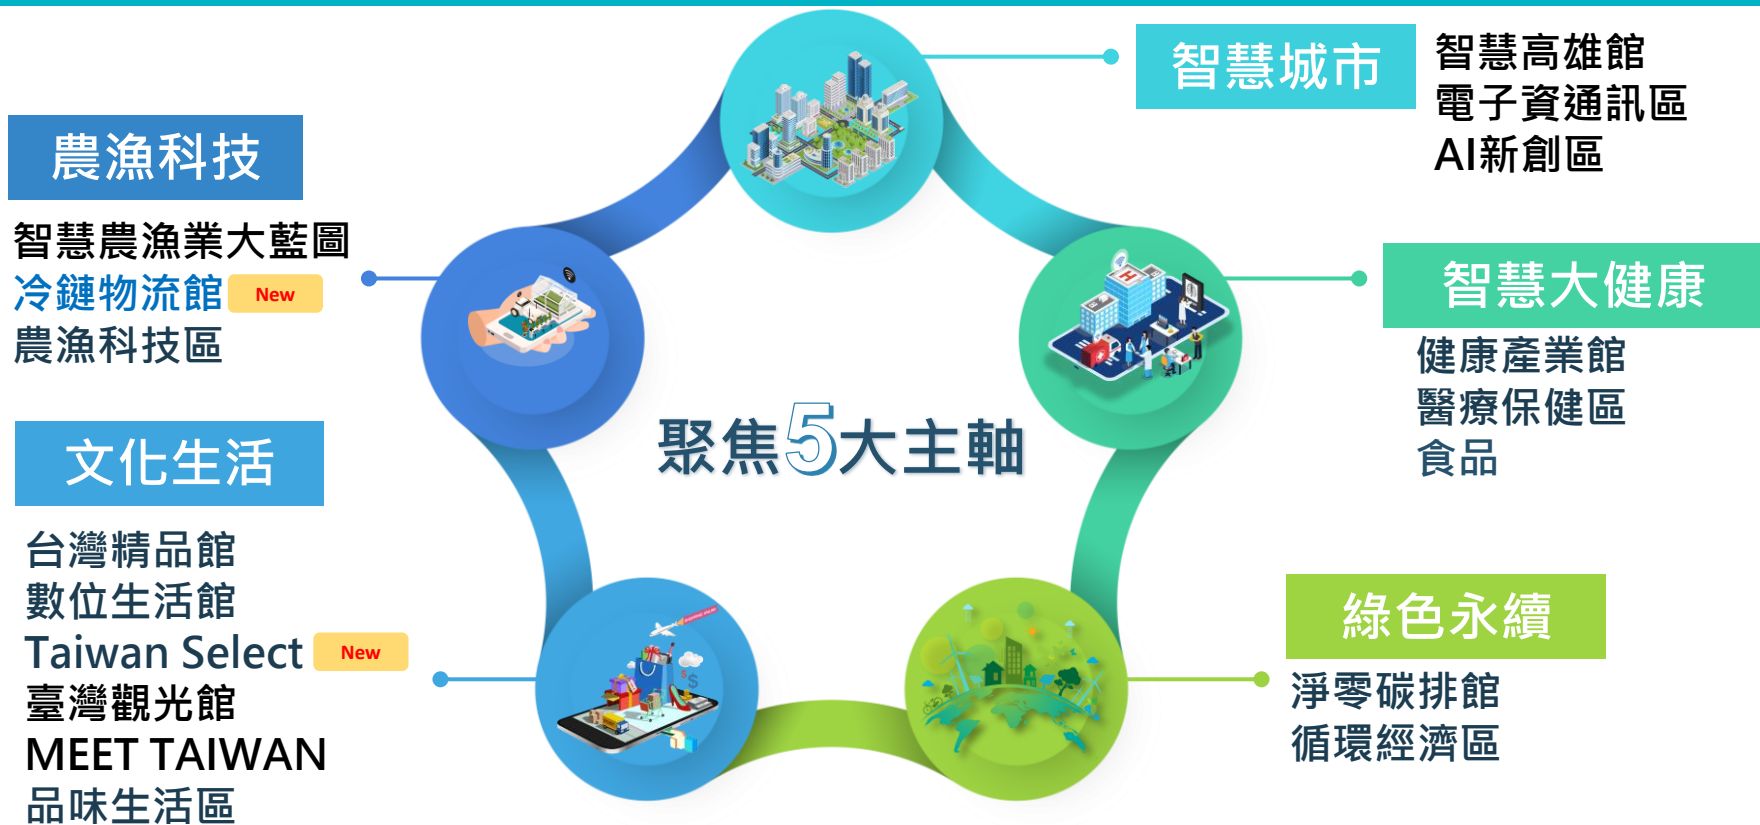 智慧城市
智慧高雄館
電子資通訊區
AI新創區
農漁科技
智慧農漁業大藍圖
冷鏈物流館 New
農漁科技區
智慧大健康
健康產業館
醫療保健區
食品
聚焦5大主軸
文化生活
台灣精品館
數位生活館
Taiwan Select New
臺灣觀光館
MEET TAIWAN
品味生活區
綠色永續
淨零碳排館
循環經濟區
H